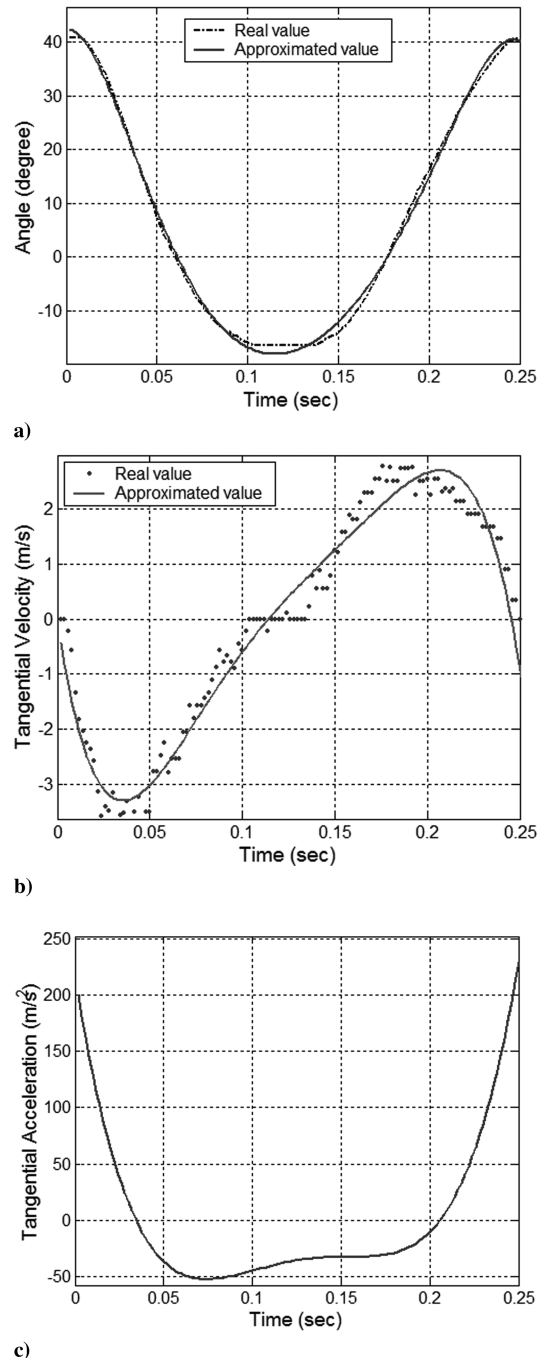 40
30
20
10
0
-10
Angle (degree)
Real value
Approximated value
0
0.05
0.1
0.15
0.2
0.25
Time (sec)
a)
2
1
0
-1
-2
-3
Tangential Velocity (m/s)
Real value
Approximated value
0
0.05
0.1
0.15
0.2
0.25
Time (sec)
b)
250
200
150
100
50
0
-50
Tangential Acceleration (m/s²)
0
0.05
0.1
0.15
0.2
0.25
Time (sec)
c)